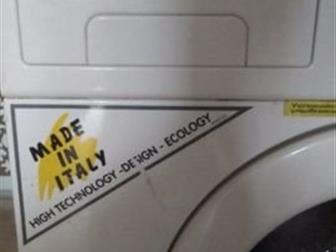 MADE
IN
ITALY
HIGH TECHNOLOGY - DESIGN - ECOLOGY